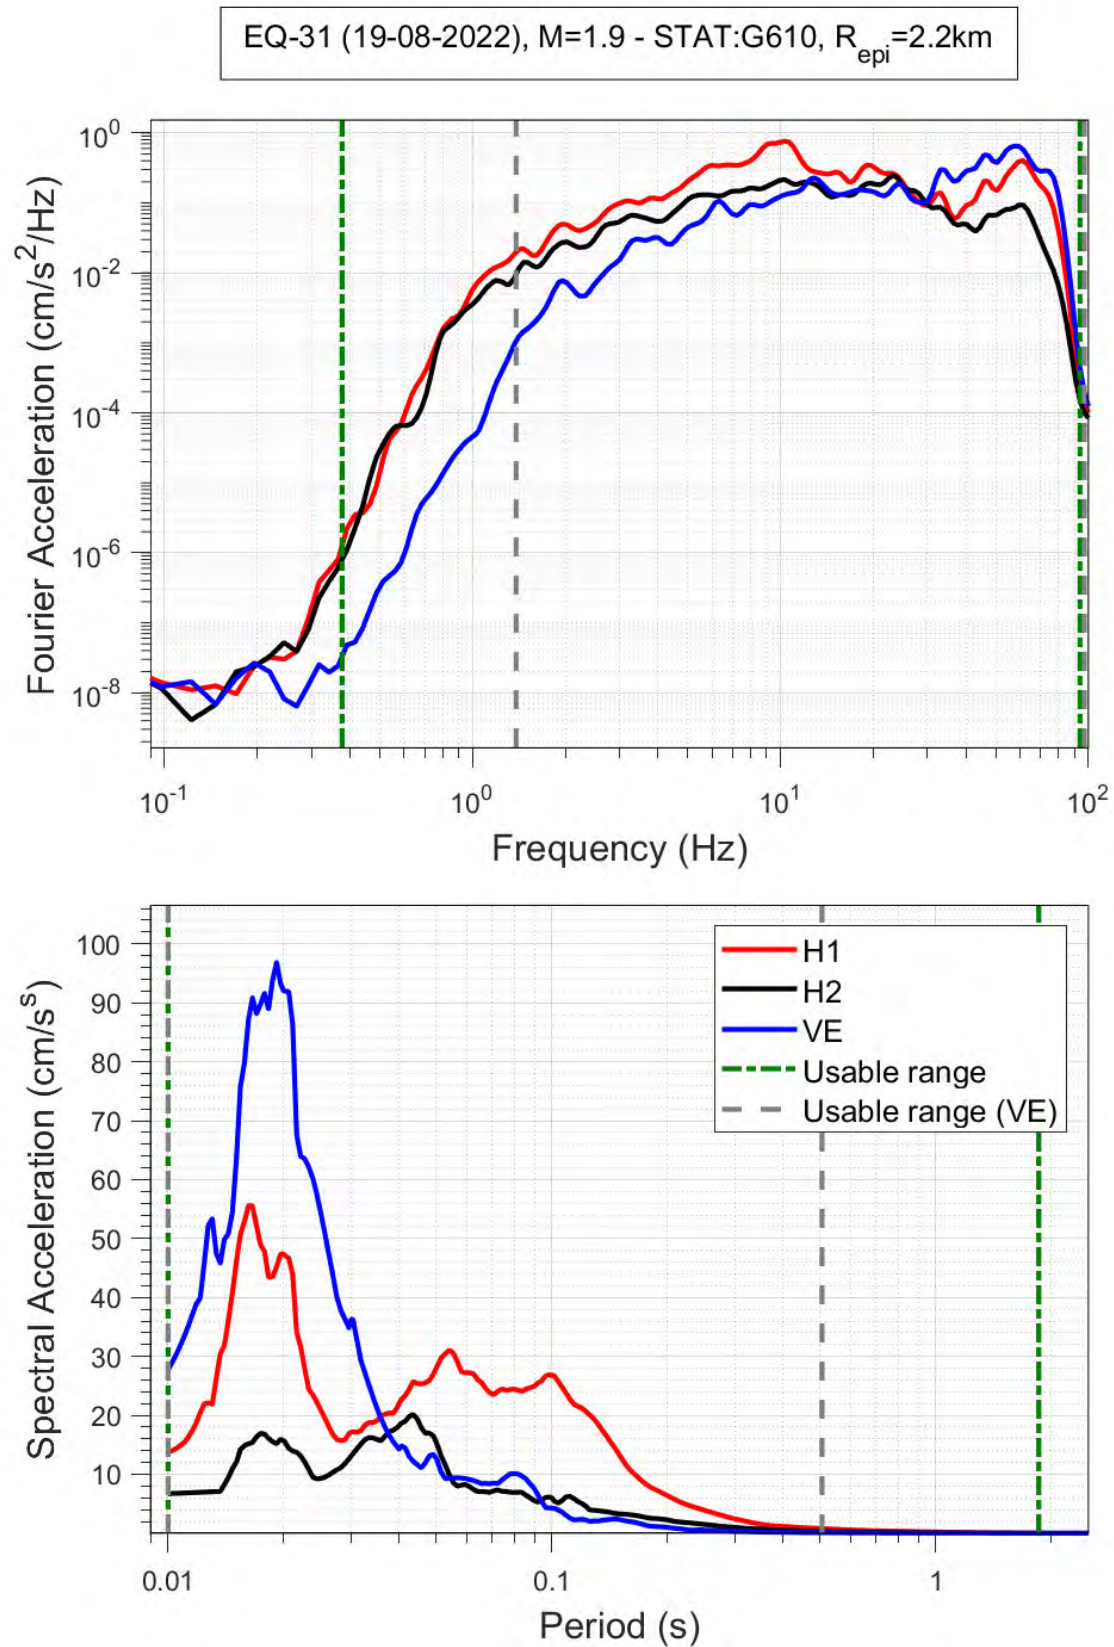 EQ-31 (19-08-2022), M=1.9 - STAT:G610, R_epi=2.2km
Fourier Acceleration (cm/s^2/Hz)
10^0
10^-2
10^-4
10^-6
10^-8
10^-1 10^0 10^1 10^2
Frequency (Hz)
Spectral Acceleration (cm/s^s)
100
90
80
70
60
50
40
30
20
10
H1
H2
VE
Usable range
Usable range (VE)
0.01 0.1 1
Period (s)